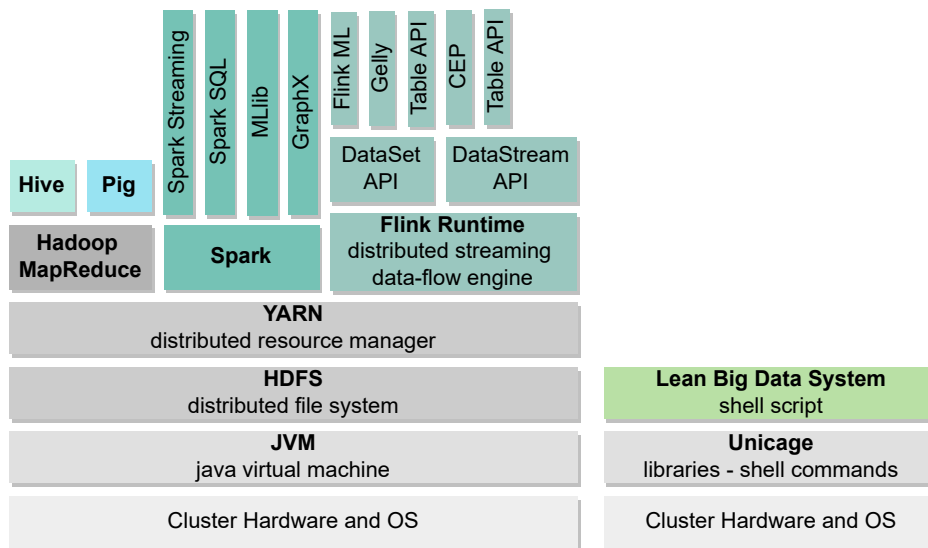 Spark Streaming
Spark SQL
MLlib
GraphX
Flink ML
Gelly
Table API
CEP
Table API
DataSet
API
DataStream
API
Hive
Pig
Hadoop
MapReduce
Spark
Flink Runtime
distributed streaming
data-flow engine
YARN
distributed resource manager
HDFS
distributed file system
Lean Big Data System
shell script
JVM
java virtual machine
Unicage
libraries - shell commands
Cluster Hardware and OS
Cluster Hardware and OS